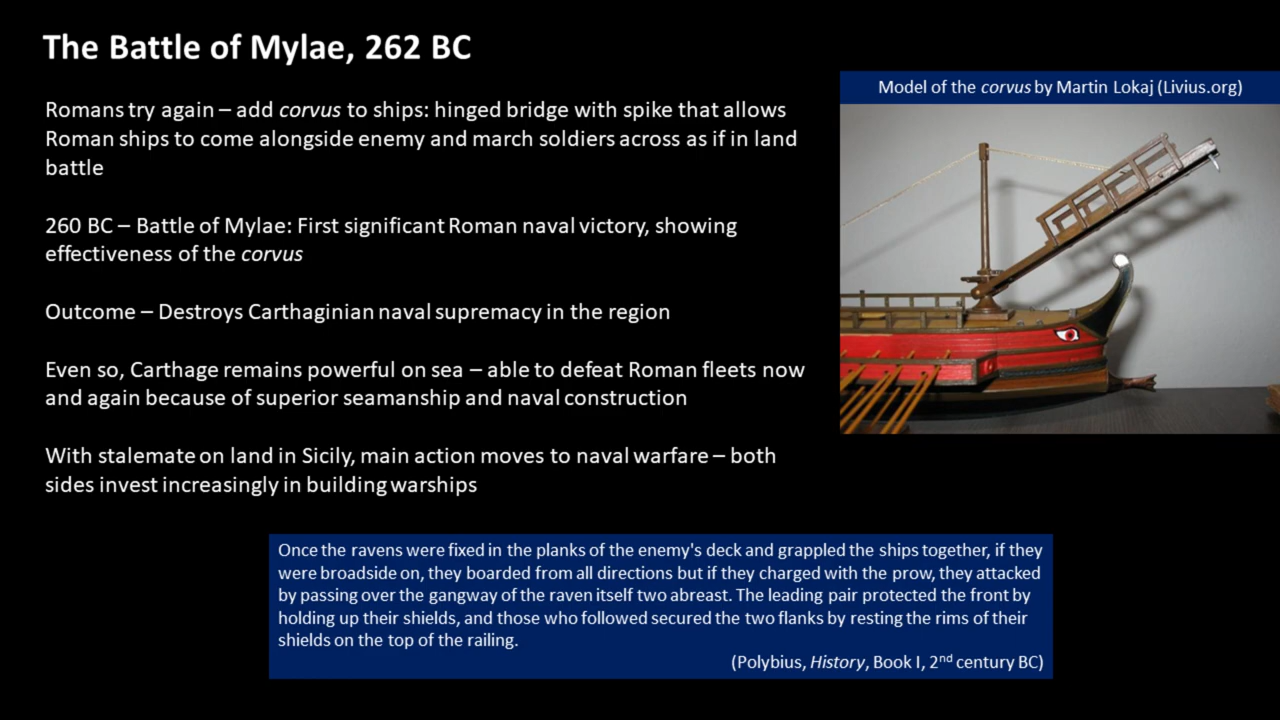 The Battle of Mylae, 262 BC
Romans try again – add corvus to ships: hinged bridge with spike that allows
Roman ships to come alongside enemy and march soldiers across as if in land
battle
260 BC – Battle of Mylae: First significant Roman naval victory, showing
effectiveness of the corvus
Outcome – Destroys Carthaginian naval supremacy in the region
Even so, Carthage remains powerful on sea – able to defeat Roman fleets now
and again because of superior seamanship and naval construction
With stalemate on land in Sicily, main action moves to naval warfare – both
sides invest increasingly in building warships
Model of the corvus by Martin Lokaj (Livius.org)
Once the ravens were fixed in the planks of the enemy's deck and grappled the ships together, if they
were broadside on, they boarded from all directions but if they charged with the prow, they attacked
by passing over the gangway of the raven itself two abreast. The leading pair protected the front by
holding up their shields, and those who followed secured the two flanks by resting the rims of their
shields on the top of the railing.
(Polybius, History, Book I, 2nd century BC)